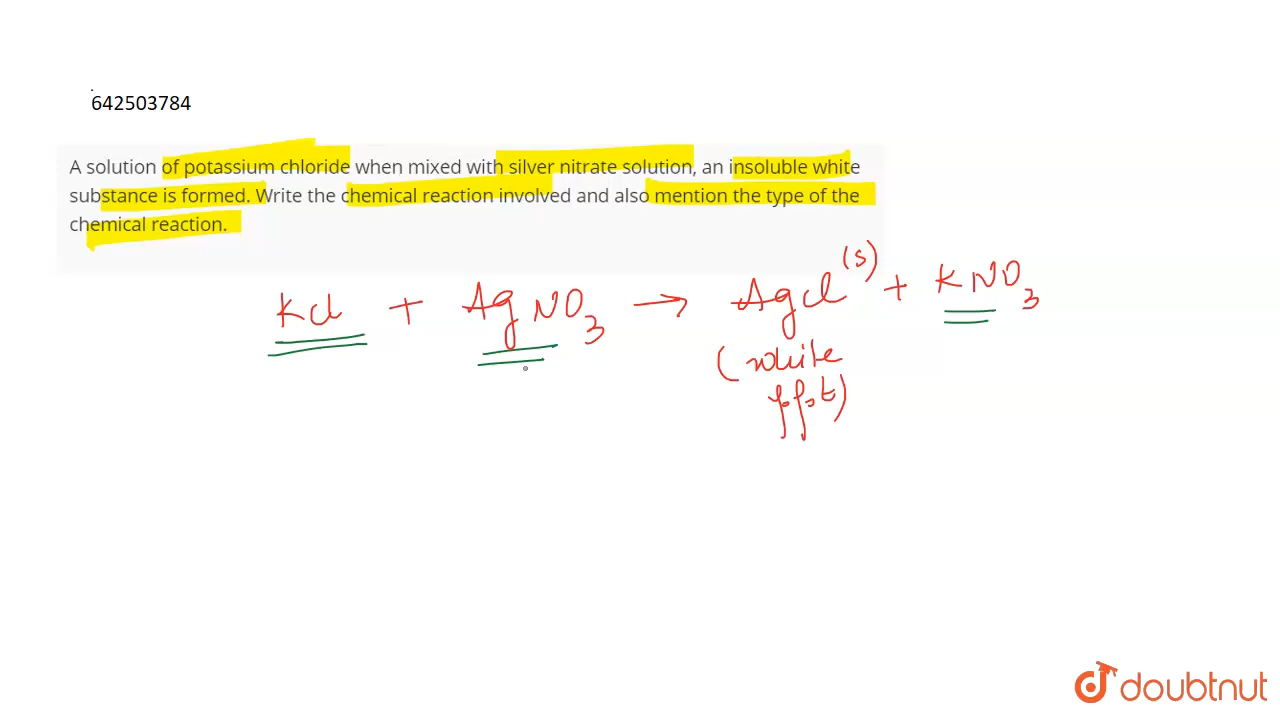 642503784
A solution of potassium chloride when mixed with silver nitrate solution, an insoluble white
substance is formed. Write the chemical reaction involved and also mention the type of the
chemical reaction.
KCl + AgNO3 → AgCl(s) + KNO3
(white
ppt)
doubtnut